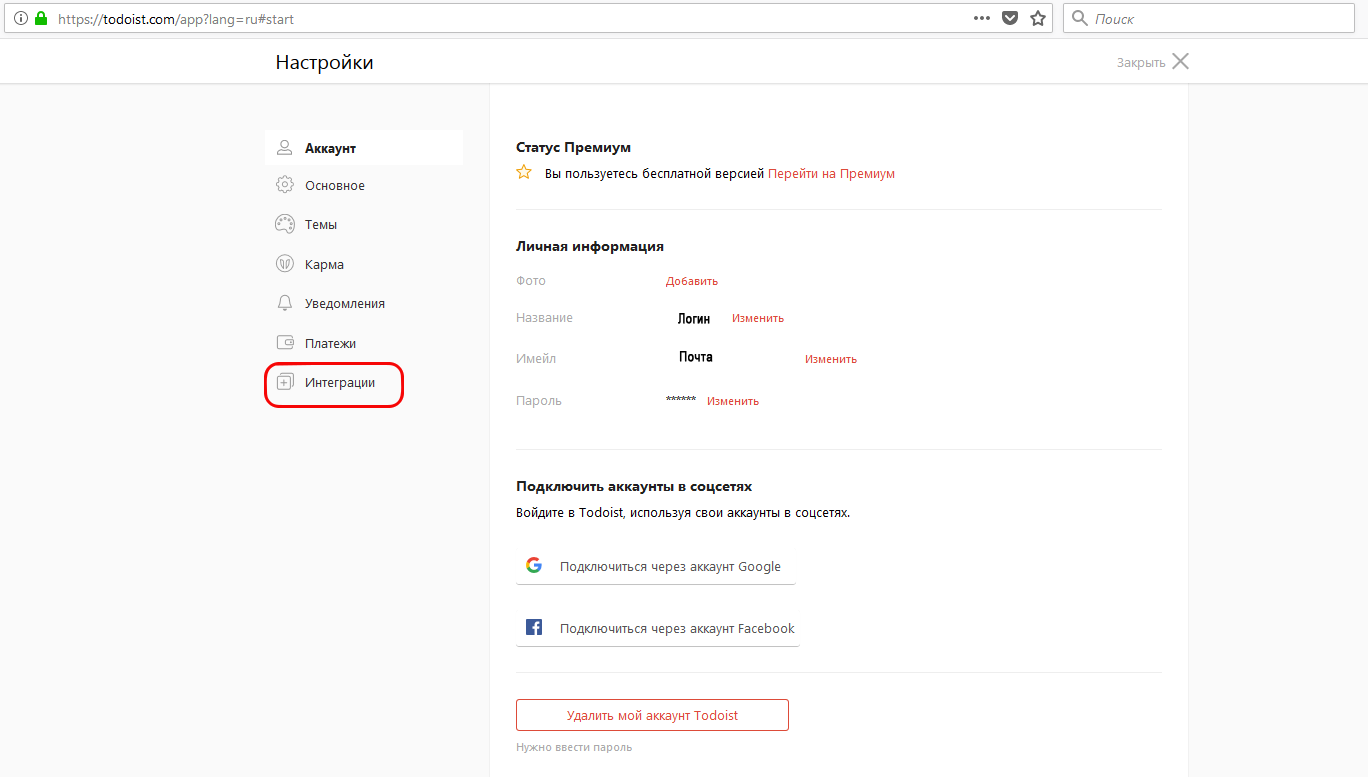 https://todoist.com/app?lang=ru#start
Поиск
Настройки
Закрыть
Аккаунт
Основное
Темы
Карма
Уведомления
Платежи
Интеграции
Статус Премиум
Вы пользуетесь бесплатной версией Перейти на Премиум
Личная информация
Фото Добавить
Название Логин Изменить
Имейл Почта Изменить
Пароль ****** Изменить
Подключить аккаунты в соцсетях
Войдите в Todoist, используя свои аккаунты в соцсетях.
Подключиться через аккаунт Google
Подключиться через аккаунт Facebook
Удалить мой аккаунт Todoist
Нужно ввести пароль